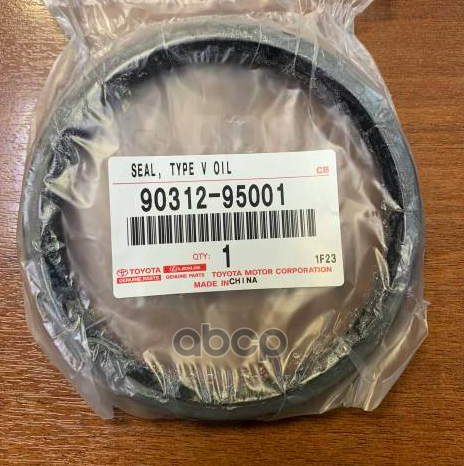 SEAL, TYPE V OIL CB
90312-95001
QTY: 1 1F23
TOYOTA LEXUS TOYOTA MOTOR CORPORATION
GENUINE PARTS GENUINE PARTS
MADE IN CHINA
abcp